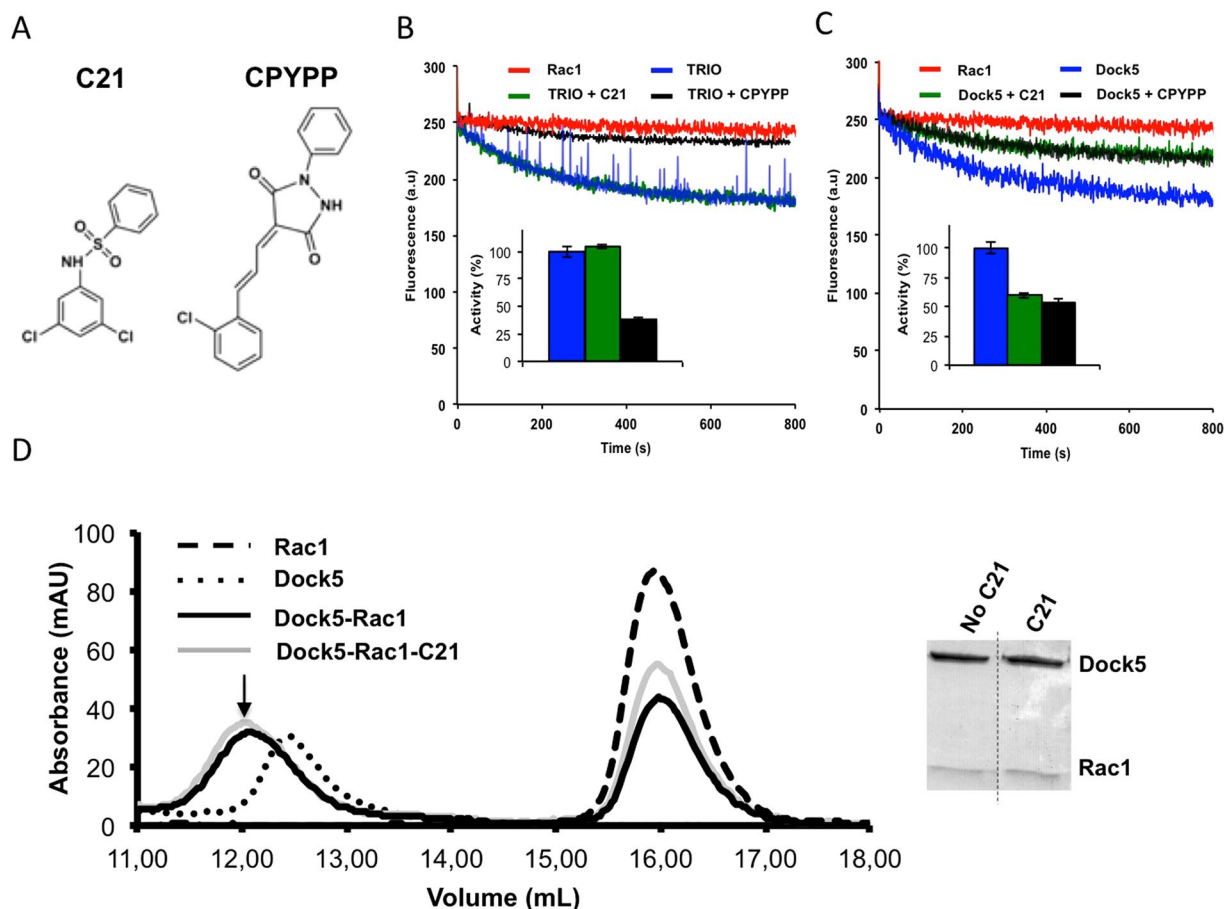 A
C21
CPYPP
O
N
NH
O
O
S
O
NH
Cl
Cl
Cl
B
Rac1
TRIO
TRIO + C21
TRIO + CPYPP
Fluorescence (a.u)
300
250
200
150
100
50
0
0
200
400
600
800
Time (s)
Activity (%)
100
75
50
25
0
C
Rac1
Dock5
Dock5 + C21
Dock5 + CPYPP
Fluorescence (a.u)
300
250
200
150
100
50
0
0
200
400
600
800
Time (s)
Activity (%)
100
75
50
25
0
D
Rac1
Dock5
Dock5-Rac1
Dock5-Rac1-C21
Absorbance (mAU)
100
80
60
40
20
0
11,00 12,00 13,00 14,00 15,00 16,00 17,00 18,00
Volume (mL)
No C21
C21
Dock5
Rac1